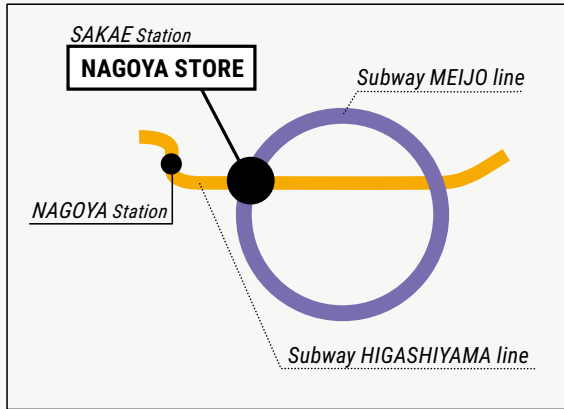 SAKAE Station
NAGOYA STORE
Subway MEIJO line
NAGOYA Station
Subway HIGASHIYAMA line